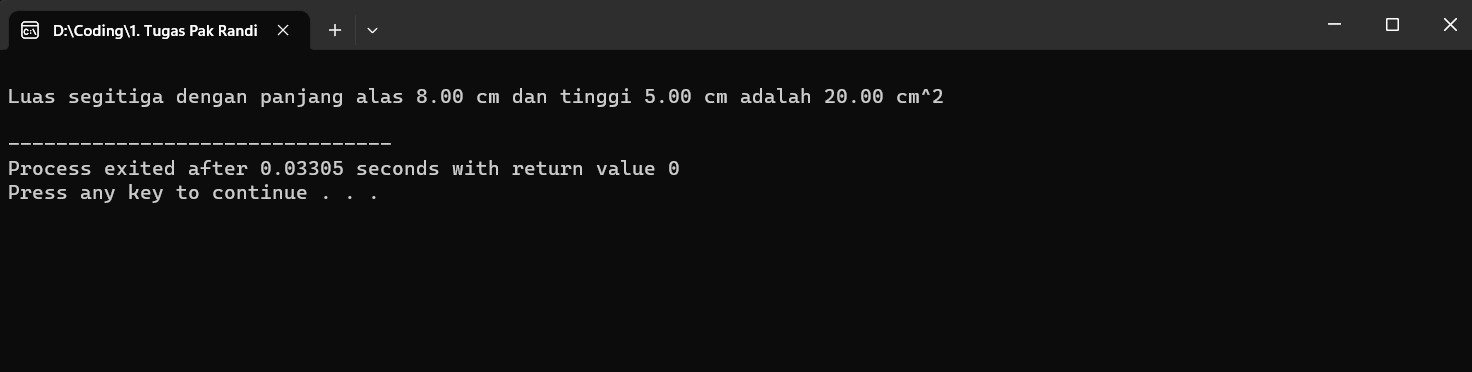 D:\Coding\1. Tugas Pak Randi
Luas segitiga dengan panjang alas 8.00 cm dan tinggi 5.00 cm adalah 20.00 cm^2
--------------------------------
Process exited after 0.03305 seconds with return value 0
Press any key to continue . . .